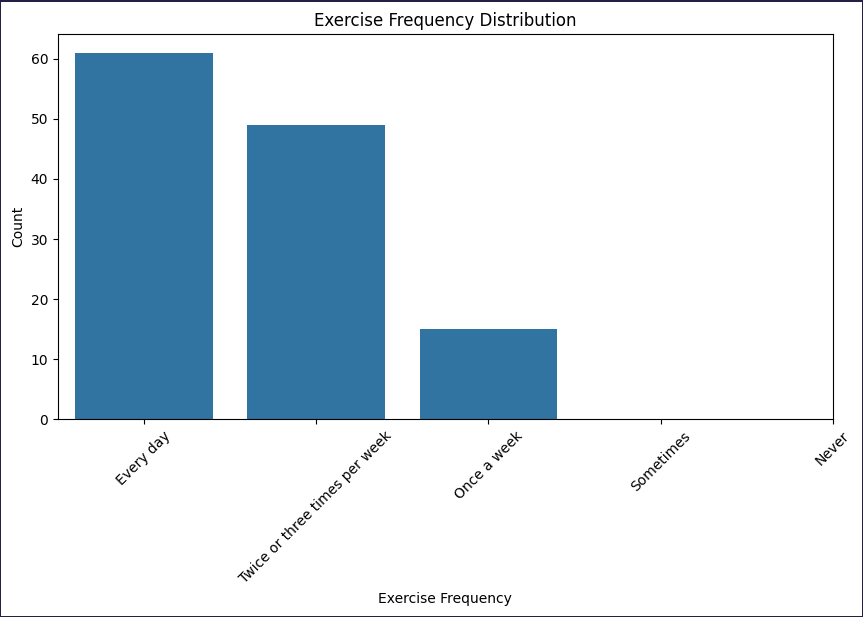 Exercise Frequency Distribution
Count
60
50
40
30
20
10
0
Every day
Twice or three times per week
Once a week
Sometimes
Never
Exercise Frequency